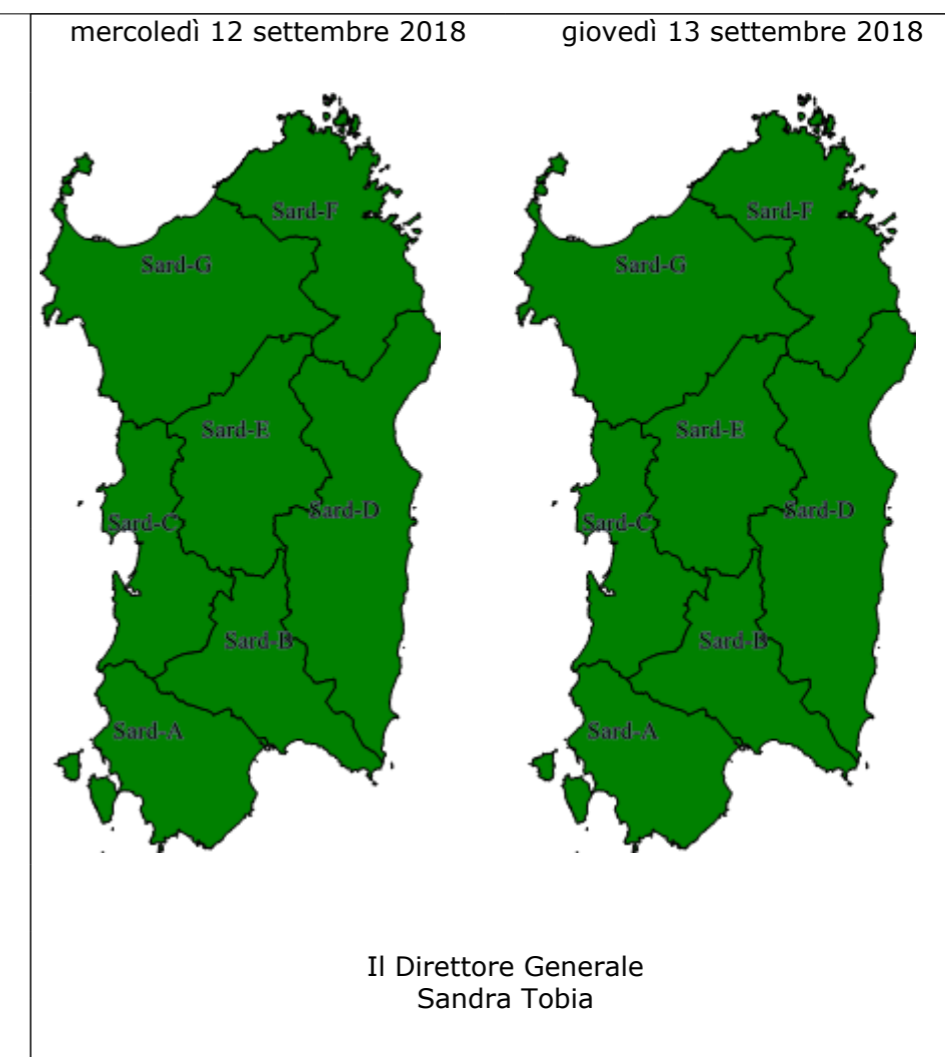 mercoledì 12 settembre 2018
giovedì 13 settembre 2018
Sard-F
Sard-G
Sard-E
Sard-D
Sard-C
Sard-B
Sard-A
Sard-F
Sard-G
Sard-E
Sard-D
Sard-C
Sard-B
Sard-A
Il Direttore Generale
Sandra Tobia